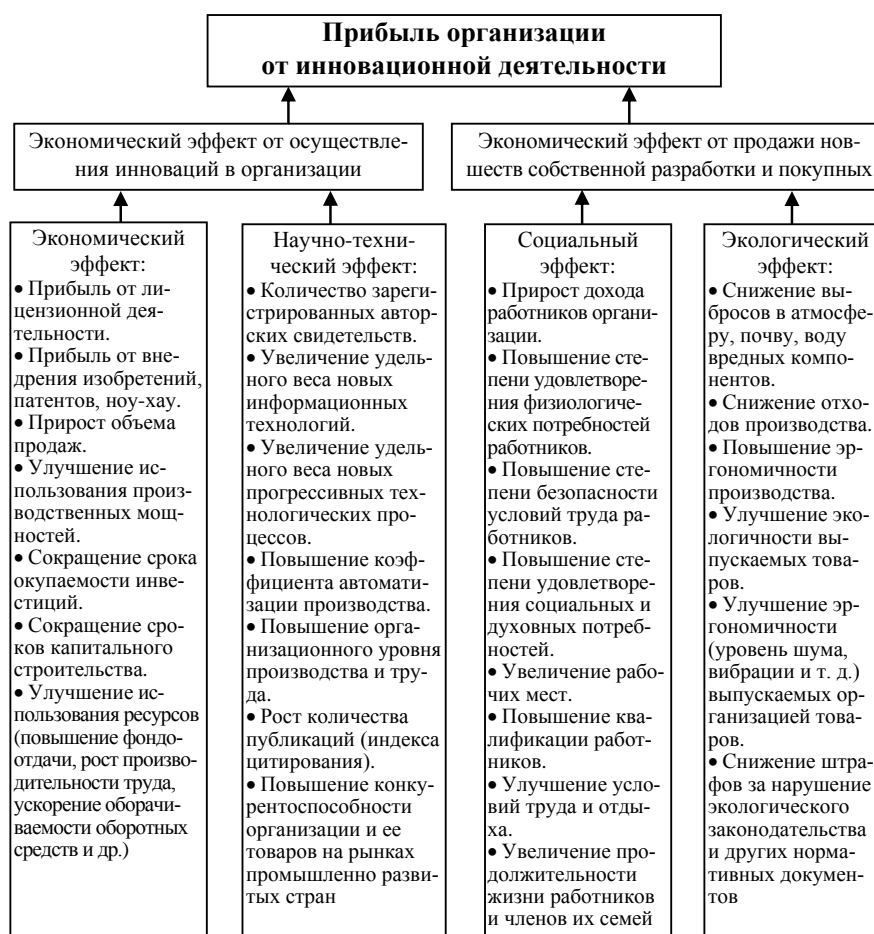 Прибыль организации
от инновационной деятельности
Экономический эффект от осуществле-
ния инноваций в организации
Экономический эффект от продажи нов-
шеств собственной разработки и покупных
Экономический
эффект:
• Прибыль от ли-
цензионной дея-
тельности.
• Прибыль от вне-
дрения изобретений,
патентов, ноу-хау.
• Прирост объема
продаж.
• Улучшение ис-
пользования произ-
водственных мощ-
ностей.
• Сокращение срока
окупаемости инве-
стиций.
• Сокращение сро-
ков капитального
строительства.
• Улучшение ис-
пользования ресурсов
(повышение фондо-
отдачи, рост произво-
дительности труда,
ускорение оборачи-
ваемости оборотных
средств и др.)
Научно-техни-
ческий эффект:
• Количество зареги-
стрированных автор-
ских свидетельств.
• Увеличение удель-
ного веса новых
информационных
технологий.
• Увеличение удель-
ного веса новых
прогрессивных тех-
нологических про-
цессов.
• Повышение коэф-
фициента автомати-
зации производства.
• Повышение орга-
низационного уровня
производства и тру-
да.
• Рост количества
публикаций (индекса
цитирования).
• Повышение конку-
рентоспособности
организации и ее
товаров на рынках
промышленно разви-
тых стран
Социальный
эффект:
• Прирост дохода
работников органи-
зации.
• Повышение сте-
пени удовлетворе-
ния физиологиче-
ских потребностей
работников.
• Повышение сте-
пени безопасности
условий труда ра-
ботников.
• Повышение сте-
пени удовлетворе-
ния социальных и
духовных потреб-
ностей.
• Увеличение рабо-
чих мест.
• Повышение ква-
лификации работ-
ников.
• Улучшение усло-
вий труда и отды-
ха.
• Увеличение про-
должительности
жизни работников
и членов их семей
Экологический
эффект:
• Снижение вы-
бросов в атмосфе-
ру, почву, воду
вредных компо-
нентов.
• Снижение отхо-
дов производства.
• Повышение эр-
гономичности
производства.
• Улучшение эко-
логичности вы-
пускаемых това-
ров.
• Улучшение эр-
гономичности
(уровень шума,
вибрации и т. д.)
выпускаемых ор-
ганизацией това-
ров.
• Снижение штра-
фов за нарушение
экологического
законодательства
и других норма-
тивных докумен-
тов